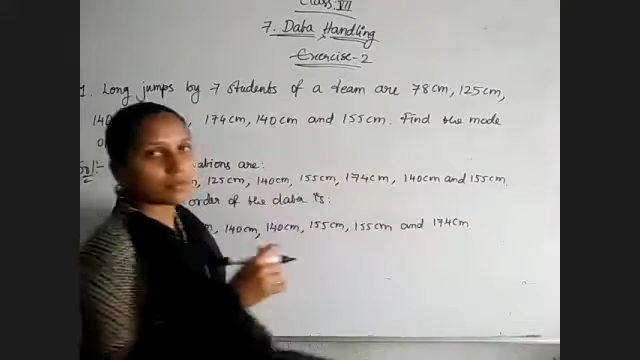 Class: VII
7. Data Handling
Exercise-2
1. Long jumps by 7 students of a team are 78cm, 125cm,
140 174cm, 140cm and 155cm. Find the mode
Sol:- ations are:
125cm, 140cm, 155cm, 174cm, 140cm and 155cm
order of the data is:
140cm, 140cm, 155cm, 155cm and 174cm